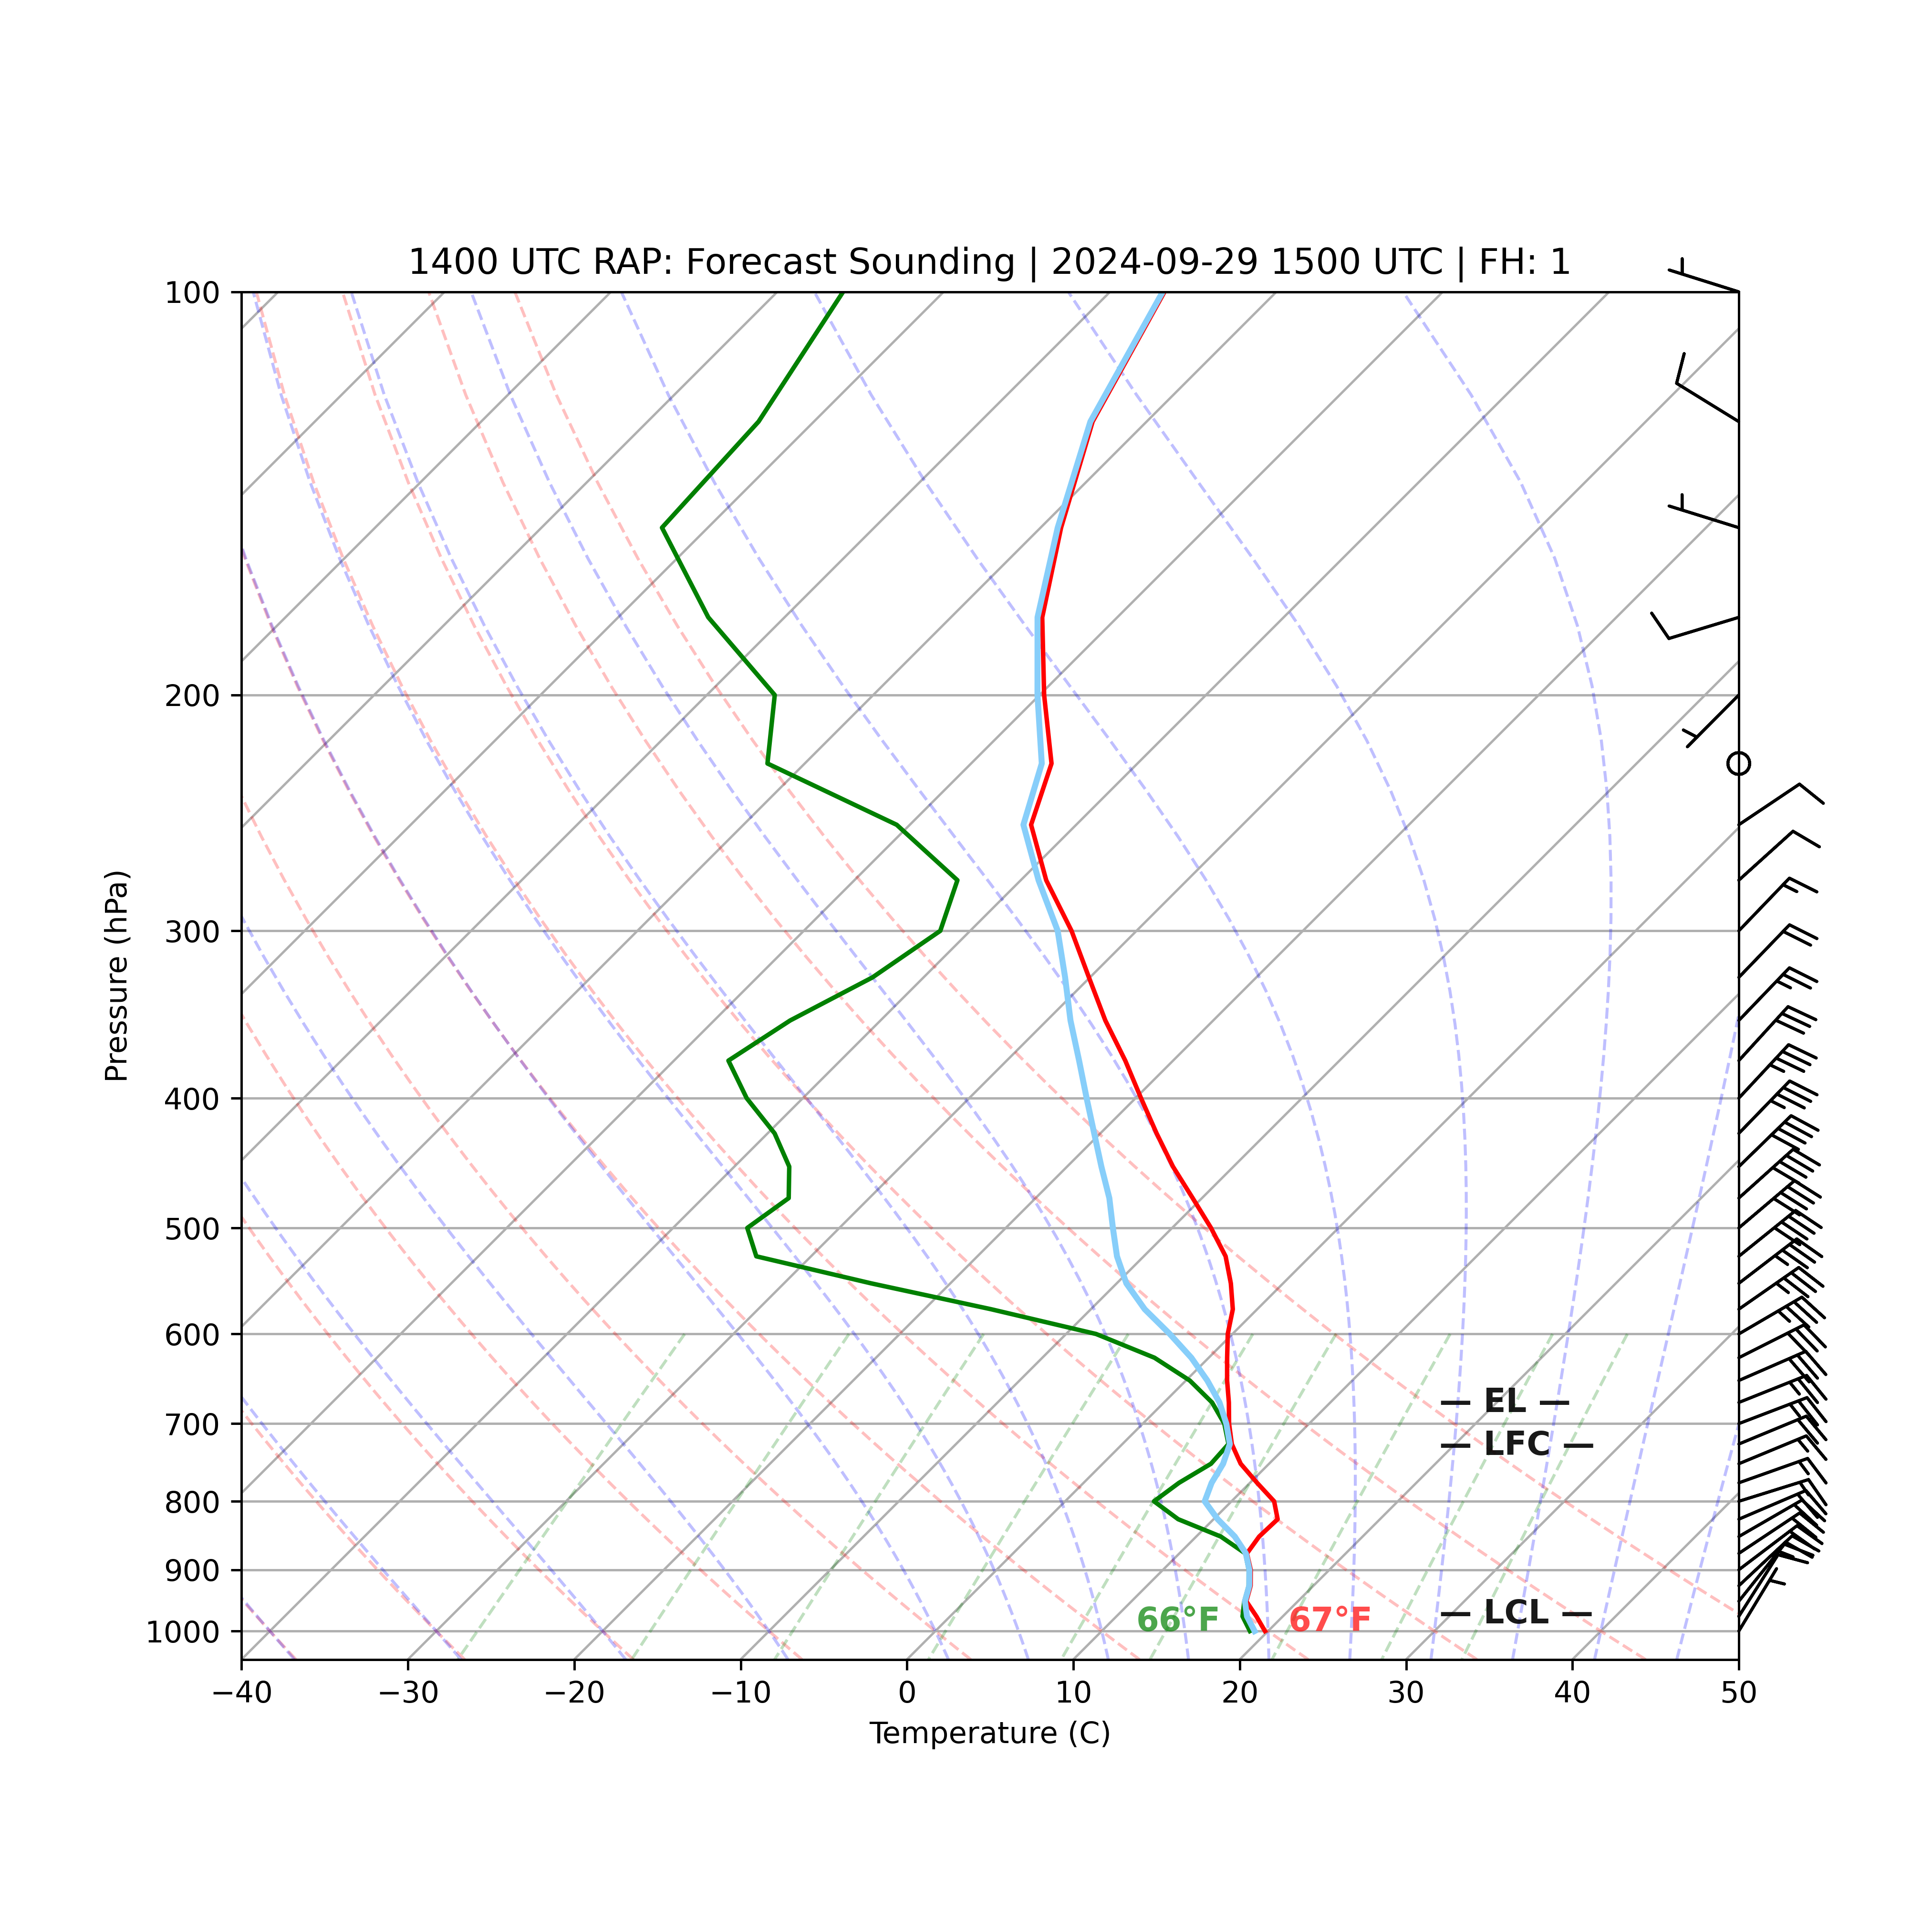 1400 UTC RAP: Forecast Sounding | 2024-09-29 1500 UTC | FH: 1
100
200
300
400
500
600
700
800
900
1000
Pressure (hPa)
— EL —
— LFC —
— LCL —
66°F 67°F
−40 −30 −20 −10 0 10 20 30 40 50
Temperature (C)